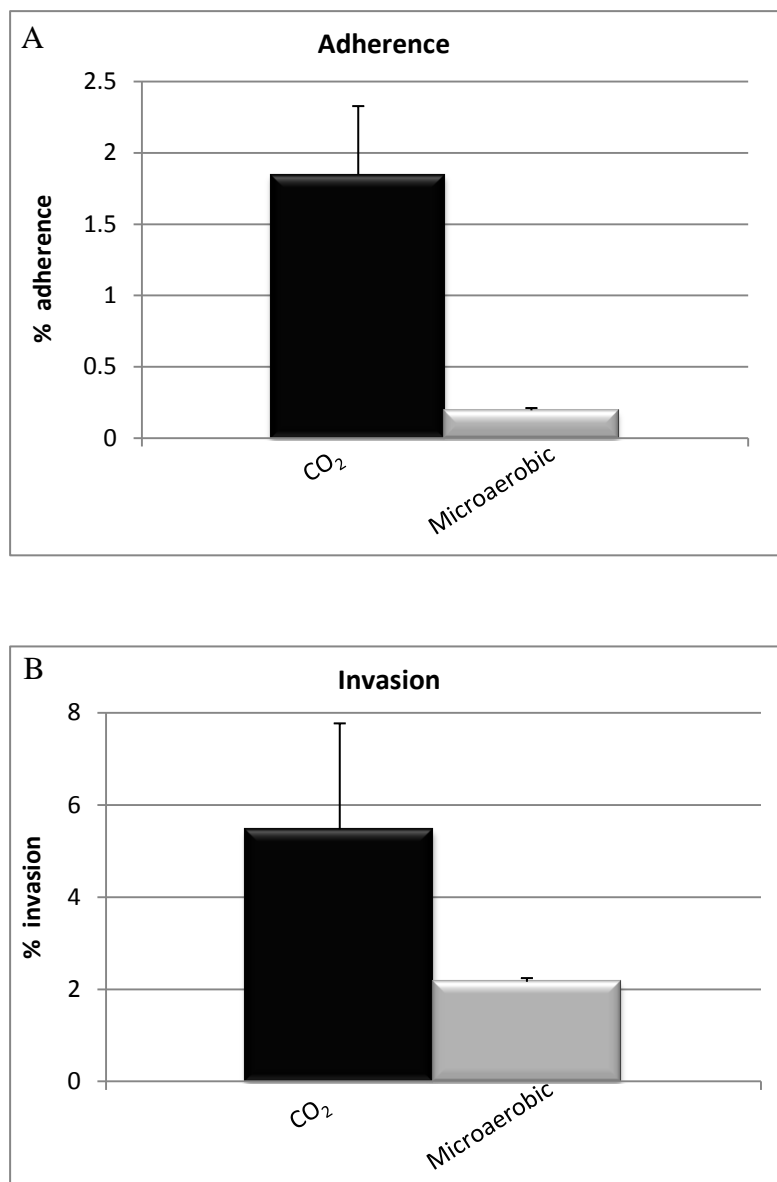 A
Adherence
2.5
2
1.5
1
0.5
0
% adherence
CO₂
Microaerobic
B
Invasion
8
6
4
2
0
% invasion
CO₂
Microaerobic